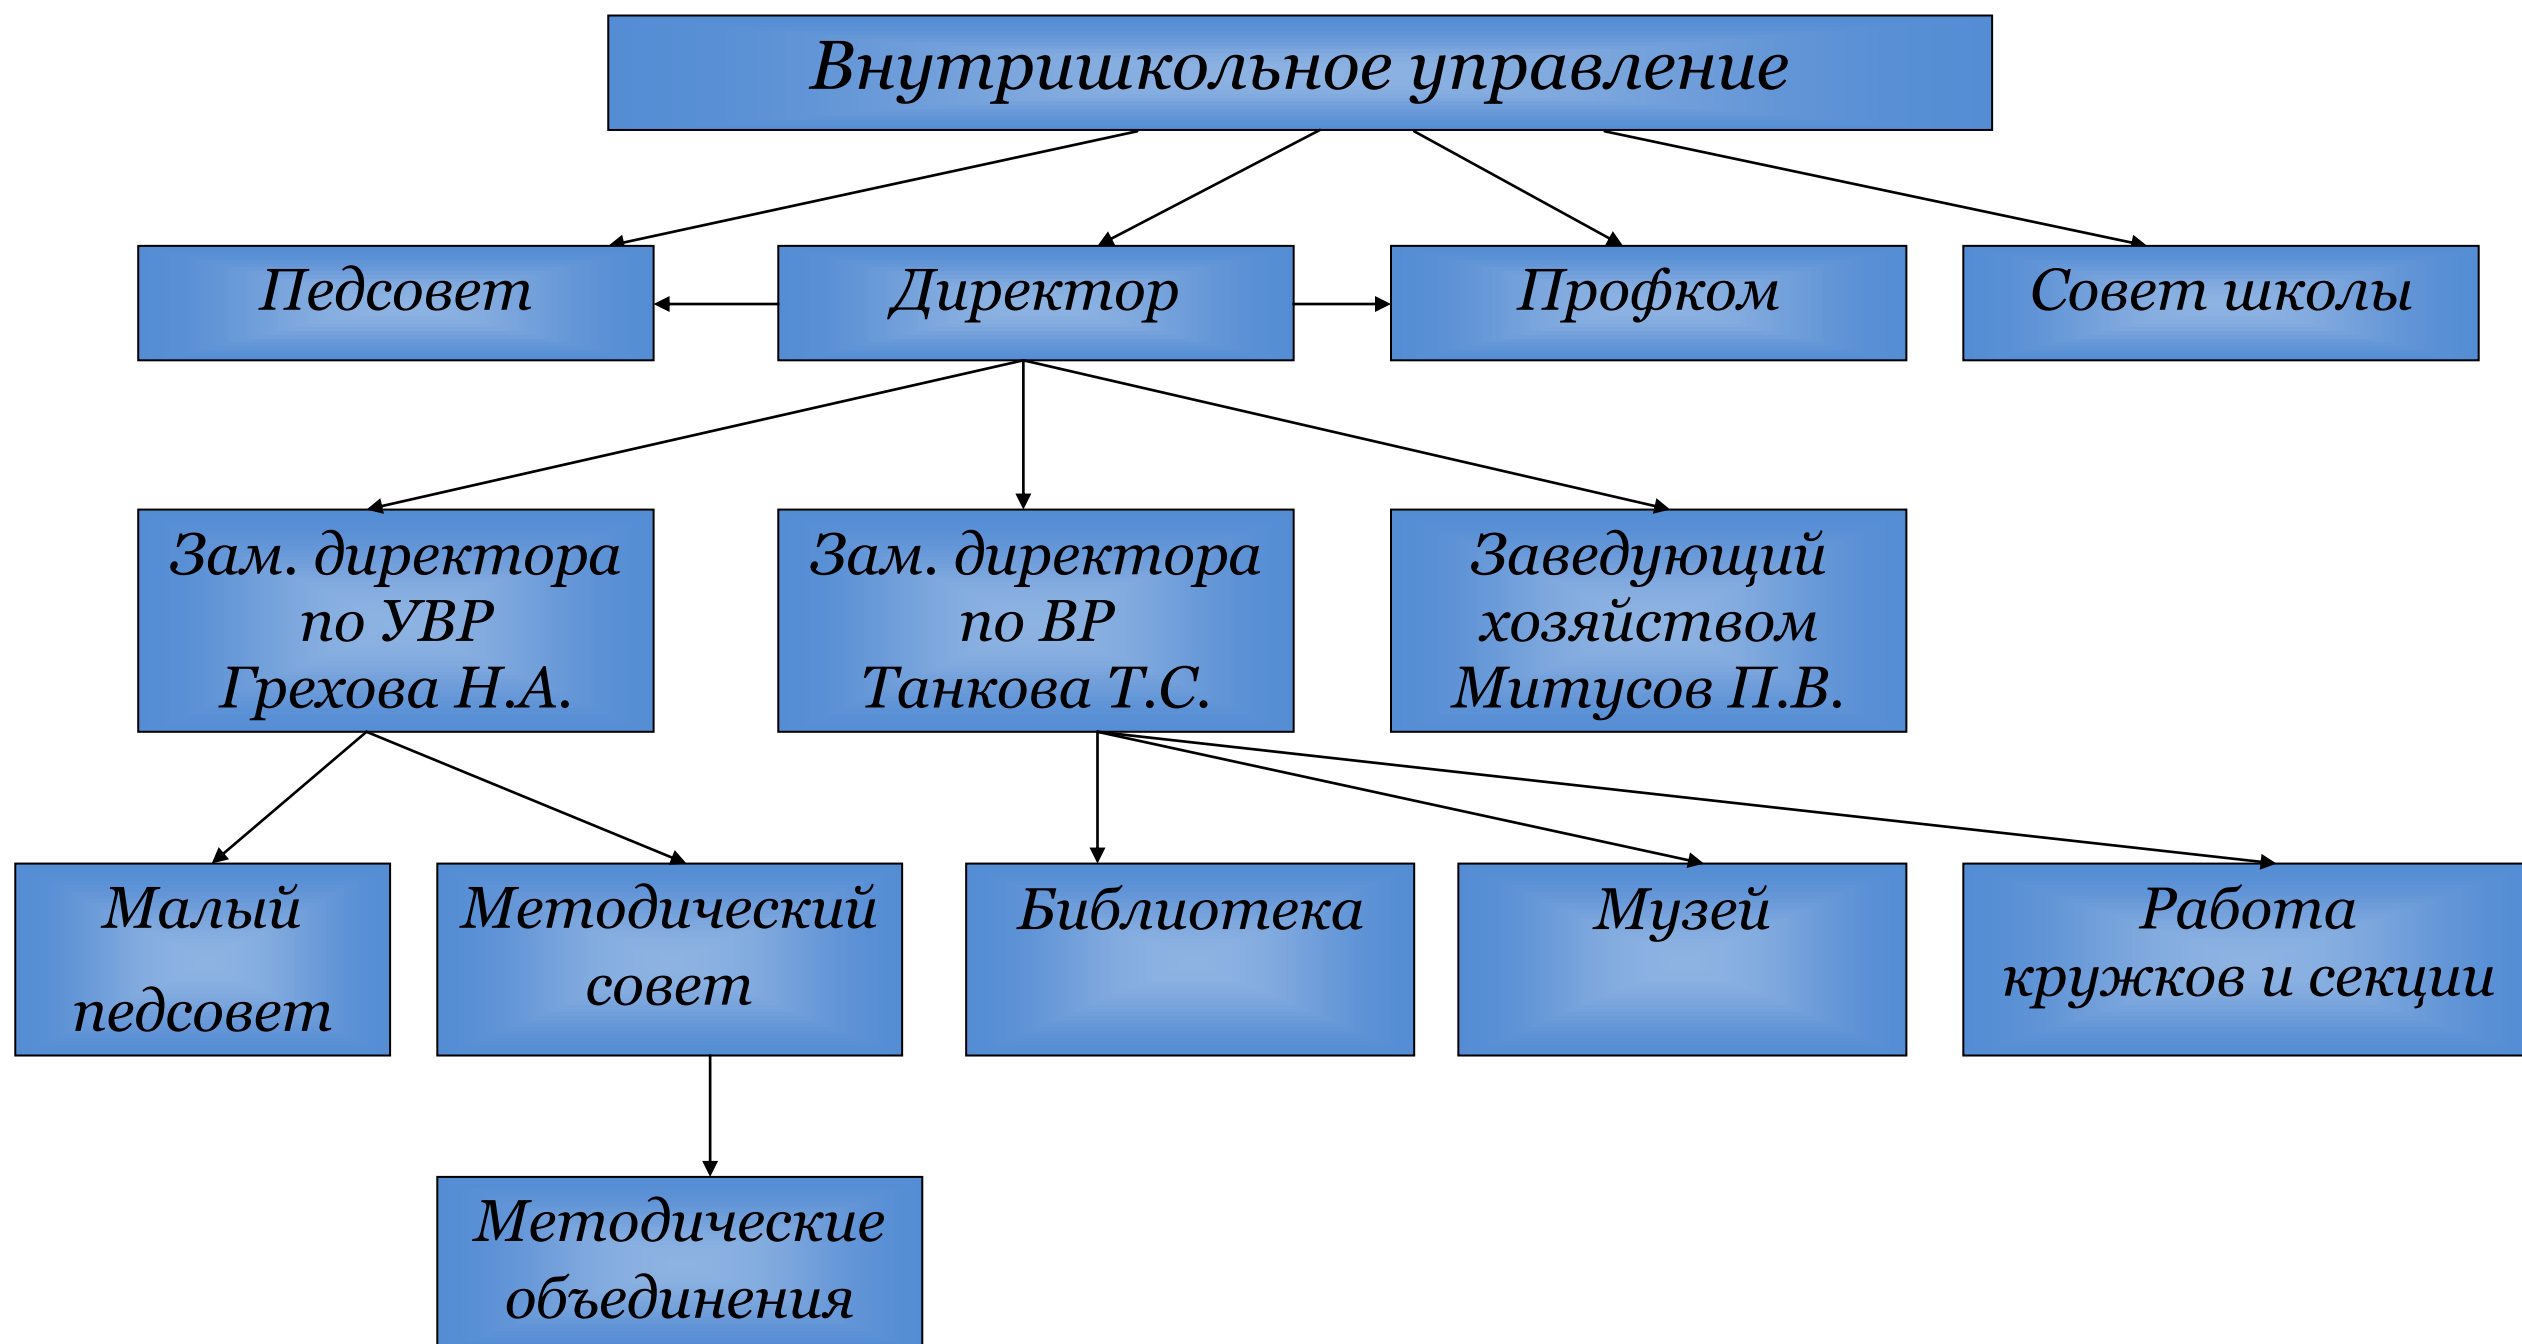 Внутришкольное управление
Педсовет
Директор
Профком
Совет школы
Зам. директора
по УВР
Грехова Н.А.
Зам. директора
по ВР
Танкова Т.С.
Заведующий
хозяйством
Митусов П.В.
Малый
педсовет
Методический
совет
Библиотека
Музей
Работа
кружков и секции
Методические
объединения